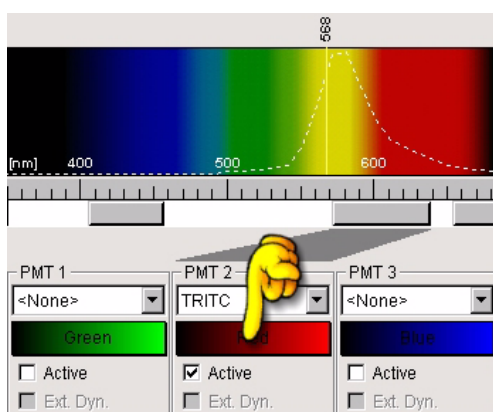 568
[nm] 400 500 600
PMT 1 PMT 2 PMT 3
<None> TRITC <None>
Green Red Blue
Active Active Active
Ext. Dyn. Ext. Dyn. Ext. Dyn.